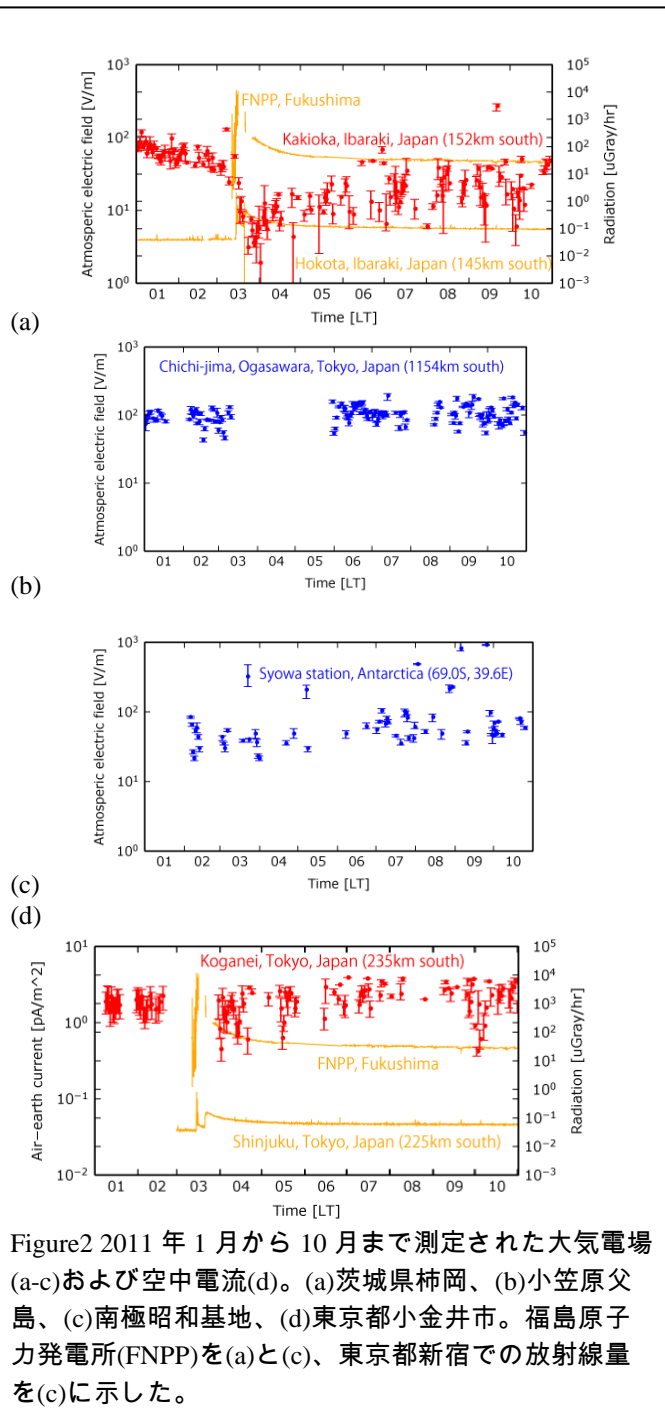 10³
10²
10¹
10⁰
Atmosperic electric field [V/m]
FNPP, Fukushima
Kakioka, Ibaraki, Japan (152km south)
Hokota, Ibaraki, Japan (145km south)
10⁵
10⁴
10³
10²
10¹
10⁰
10⁻¹
10⁻²
10⁻³
Radiation [uGray/hr]
01 02 03 04 05 06 07 08 09 10
Time [LT]
(a)
10³
10²
10¹
10⁰
Atmosperic electric field [V/m]
Chichi-jima, Ogasawara, Tokyo, Japan (1154km south)
01 02 03 04 05 06 07 08 09 10
Time [LT]
(b)
10³
10²
10¹
10⁰
Atmosperic electric field [V/m]
Syowa station, Antarctica (69.0S, 39.6E)
01 02 03 04 05 06 07 08 09 10
Time [LT]
(c)
(d)
10¹
10⁰
10⁻¹
10⁻²
Air−earth current [pA/m^2]
Koganei, Tokyo, Japan (235km south)
FNPP, Fukushima
Shinjuku, Tokyo, Japan (225km south)
10⁵
10⁴
10³
10²
10¹
10⁰
10⁻¹
10⁻²
10⁻³
Radiation [uGray/hr]
01 02 03 04 05 06 07 08 09 10
Time [LT]
Figure2 2011 年 1 月から 10 月まで測定された大気電場
(a-c)および空中電流(d)。(a)茨城県柿岡、(b)小笠原父
島、(c)南極昭和基地、(d)東京都小金井市。福島原子
力発電所(FNPP)を(a)と(c)、東京都新宿での放射線量
を(c)に示した。